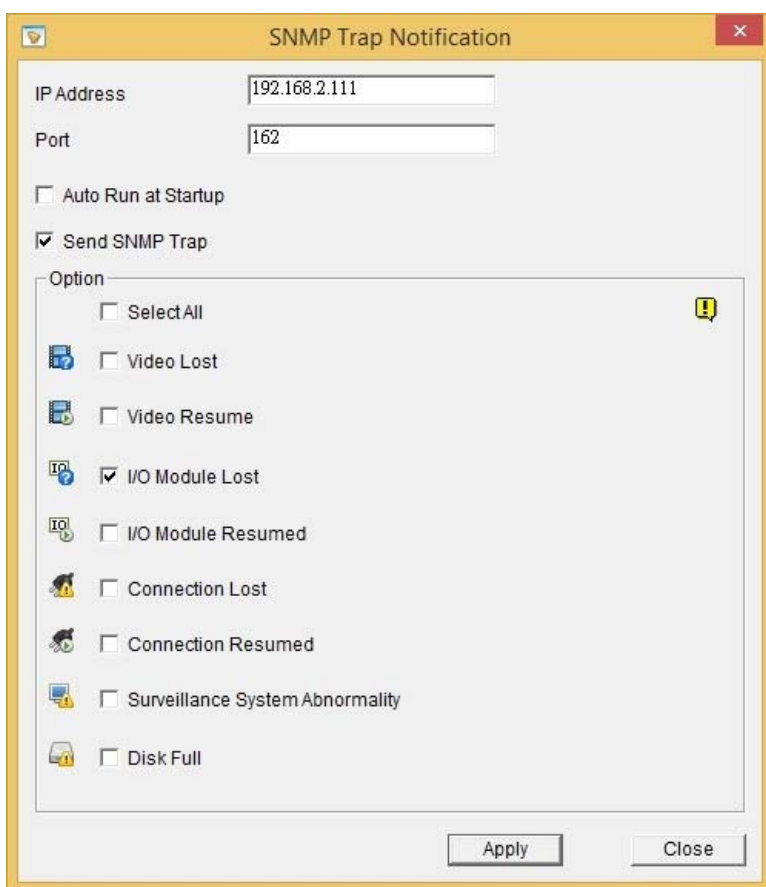 SNMP Trap Notification
IP Address 192.168.2.111
Port 162
Auto Run at Startup
Send SNMP Trap
Option
Select All
Video Lost
Video Resume
I/O Module Lost
I/O Module Resumed
Connection Lost
Connection Resumed
Surveillance System Abnormality
Disk Full
Apply Close